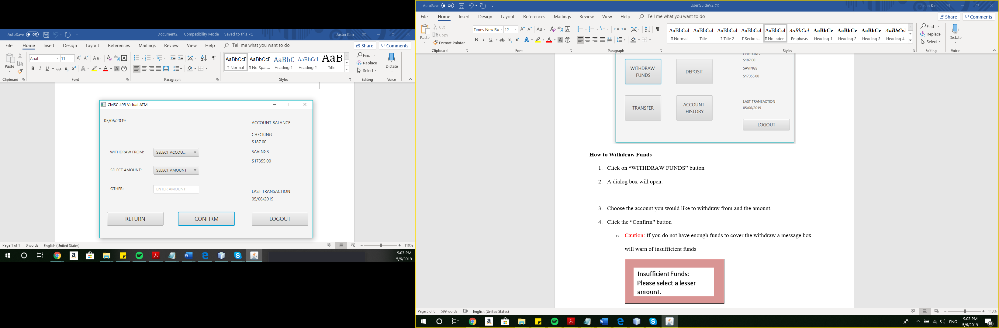 AutoSave Off
Document2 - Compatibility Mode - Saved to this PC
Justin Kim
File Home Insert Design Layout References Mailings Review View Help Tell me what you want to do
Share Comments
Paste
Arial 11
Aa
A
B I U ab x₂ x² A A A
AaBbCcD AaBbCcD AaBbC AaBbCcI AaB
¶ Normal ¶ No Spac... Heading 1 Heading 2 Title
Find
Replace
Select
Dictate
Clipboard Font Paragraph Styles Editing Voice
CMSC 495 Virtual ATM
05/06/2019
ACCOUNT BALANCE
CHECKING
$187.00
WITHDRAW FROM: SELECT ACCOU...
SAVINGS
$17355.00
SELECT AMOUNT: SELECT AMOUNT
OTHER: ENTER AMOUNT:
LAST TRANSACTION
05/06/2019
RETURN CONFIRM LOGOUT
Page 1 of 1 0 words English (United States)
110%
9:03 PM
5/6/2019
AutoSave Off
UserGuideV2 (1)
Justin Kim
File Home Insert Design Layout References Mailings Review View Help Tell me what you want to do
Share Comments
Paste
Cut
Copy
Format Painter
Times New Ro 12
Aa
A
B I U ab x₂ x² A A A
AaBbCcI AaBbCcI AaBbCcI AaBbCcI AaBbCcI AaBbCcI AaBbCc AaBbCc AaBbCc AaBbCcI
¶ Normal Title ¶ Title 2 ¶ Section... ¶ No Indent Emphasis Heading 1 Heading 2 Heading 3 Heading 4
Find
Replace
Select
Dictate
Clipboard Font Paragraph Styles Editing Voice
CHECKING
$187.00
SAVINGS
$17355.00
WITHDRAW
FUNDS
DEPOSIT
TRANSFER
ACCOUNT
HISTORY
LAST TRANSACTION
05/06/2019
LOGOUT
How to Withdraw Funds
1. Click on “WITHDRAW FUNDS” button
2. A dialog box will open.
3. Choose the account you would like to withdraw from and the amount.
4. Click the “Confirm” button
o Caution: If you do not have enough funds to cover the withdraw a message box
will warn of insufficient funds
Insufficient Funds:
Please select a lesser
amount.
Page 5 of 8 599 words English (United States)
110%
ENG
9:03 PM
5/6/2019
16